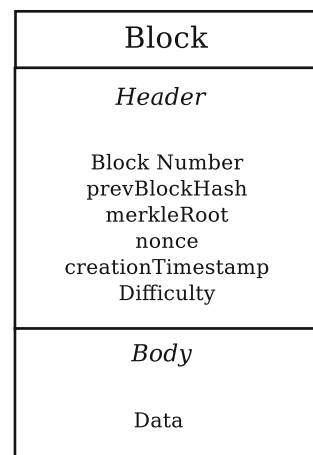 Block
Header
Block Number
prevBlockHash
merkleRoot
nonce
creationTimestamp
Difficulty
Body
Data